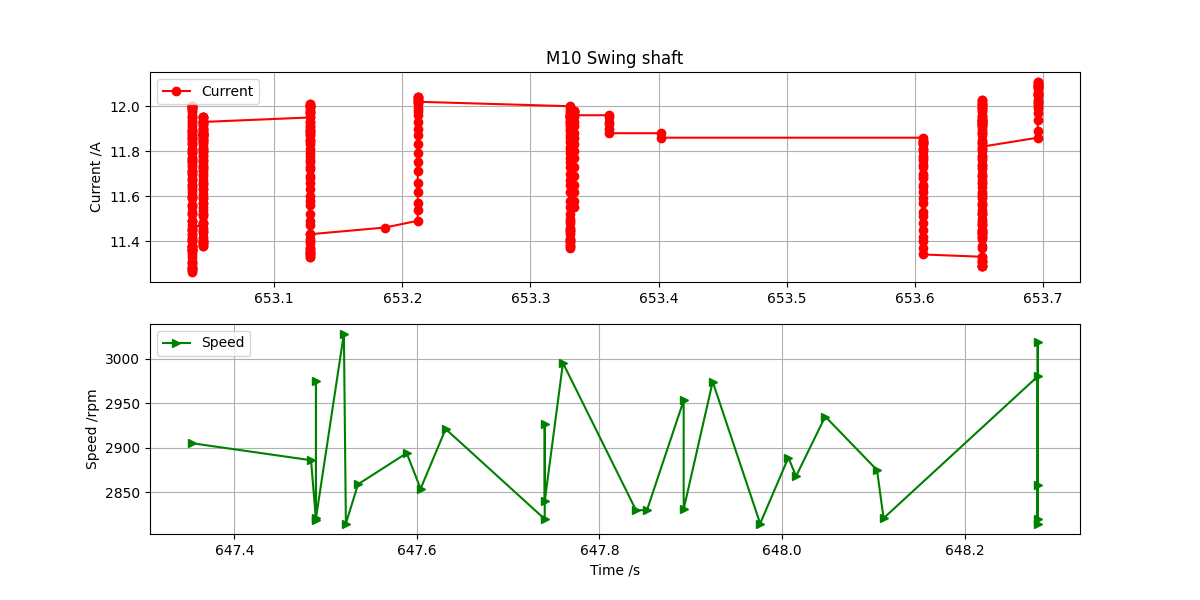 M10 Swing shaft
Current
Current /A
12.0
11.8
11.6
11.4
653.1 653.2 653.3 653.4 653.5 653.6 653.7
Speed
Speed /rpm
3000
2950
2900
2850
647.4 647.6 647.8 648.0 648.2
Time /s